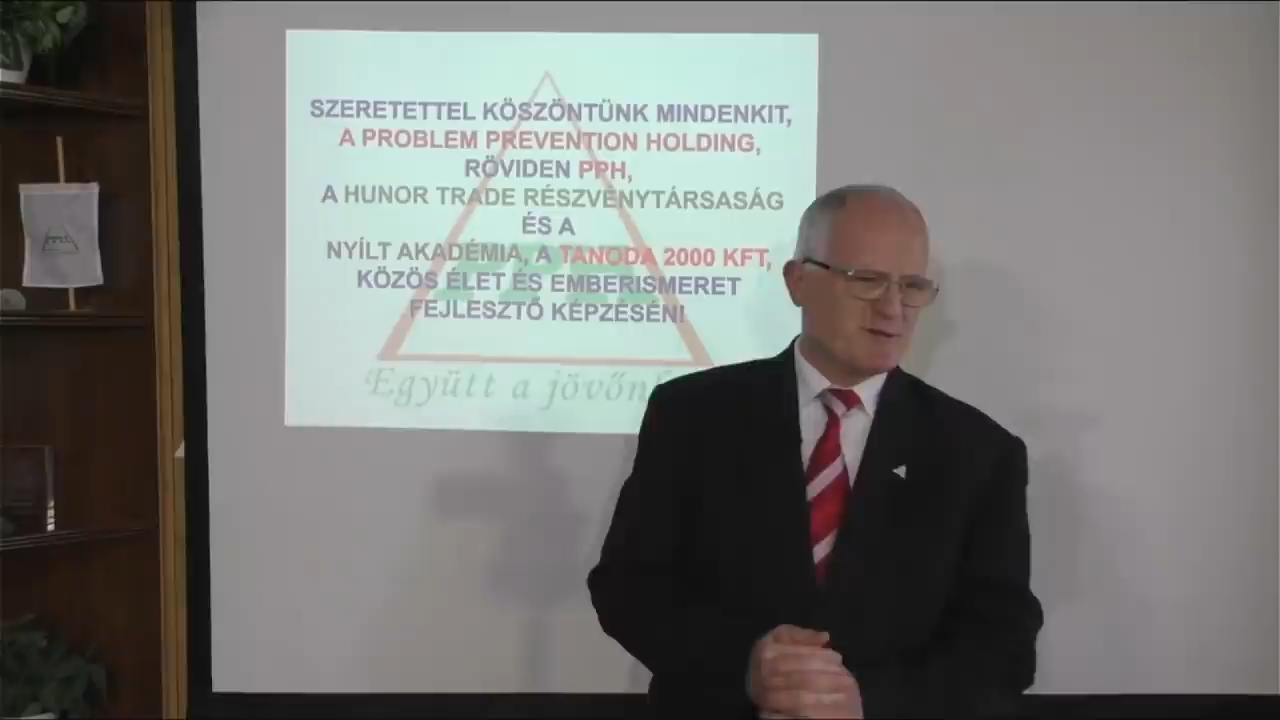 SZERETETTEL KÖSZÖNTÜNK MINDENKIT,
A PROBLEM PREVENTION HOLDING,
RÖVIDEN PPH,
A HUNOR TRADE RÉSZVÉNYTÁRSASÁG
ÉS A
NYÍLT AKADÉMIA, A TANODA 2000 KFT,
KÖZÖS ÉLET ÉS EMBERISMERET
FEJLESZTŐ KÉPZÉSÉN!
Együtt a